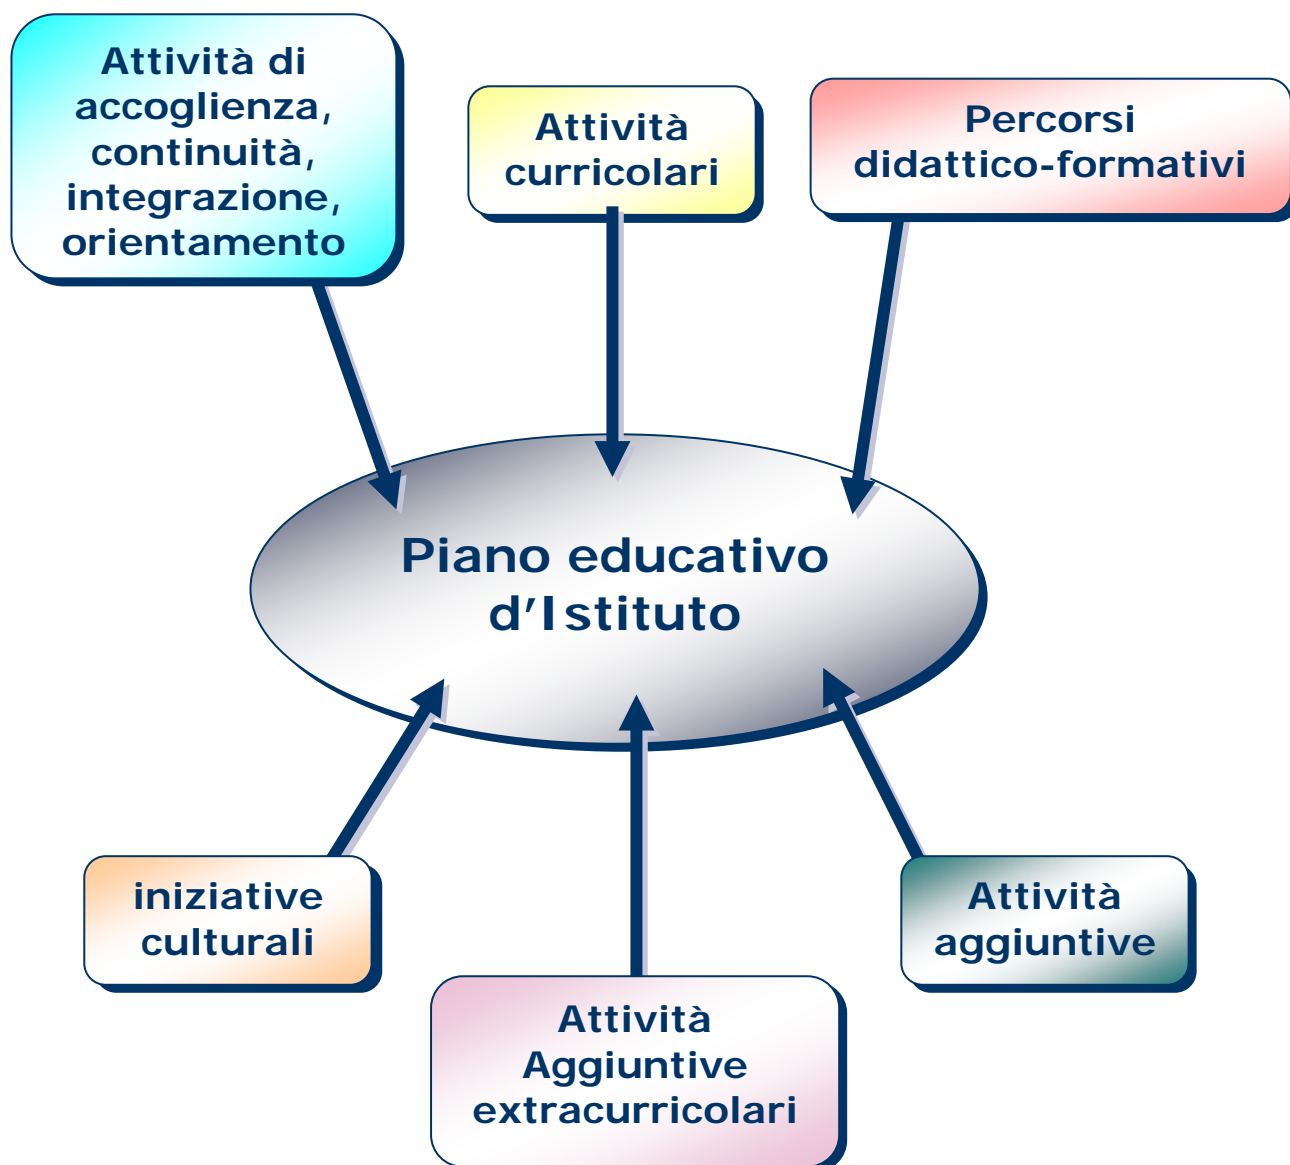 Attività di
accoglienza,
continuità,
integrazione,
orientamento
Attività
curricolari
Percorsi
didattico-formativi
Piano educativo
d’Istituto
iniziative
culturali
Attività
Aggiuntive
extracurricolari
Attività
aggiuntive